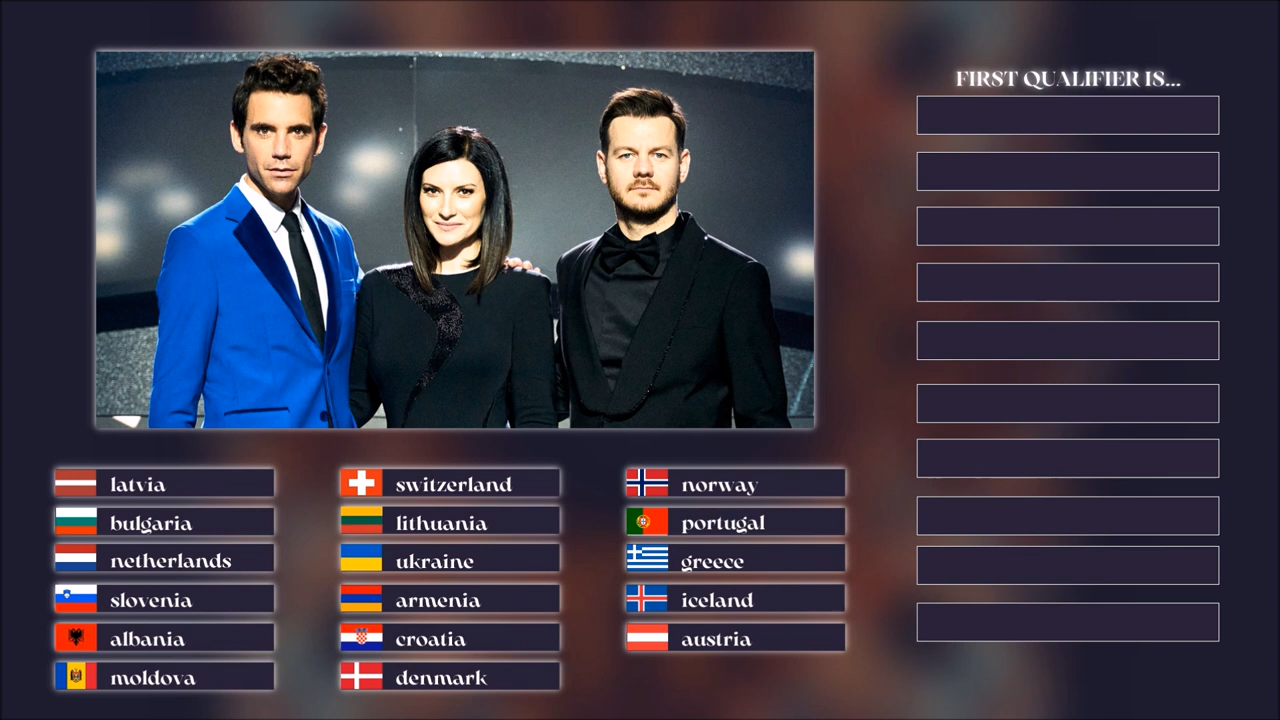 FIRST QUALIFIER IS...
latvia
bulgaria
netherlands
slovenia
albania
moldova
switzerland
lithuania
ukraine
armenia
croatia
denmark
norway
portugal
greece
iceland
austria